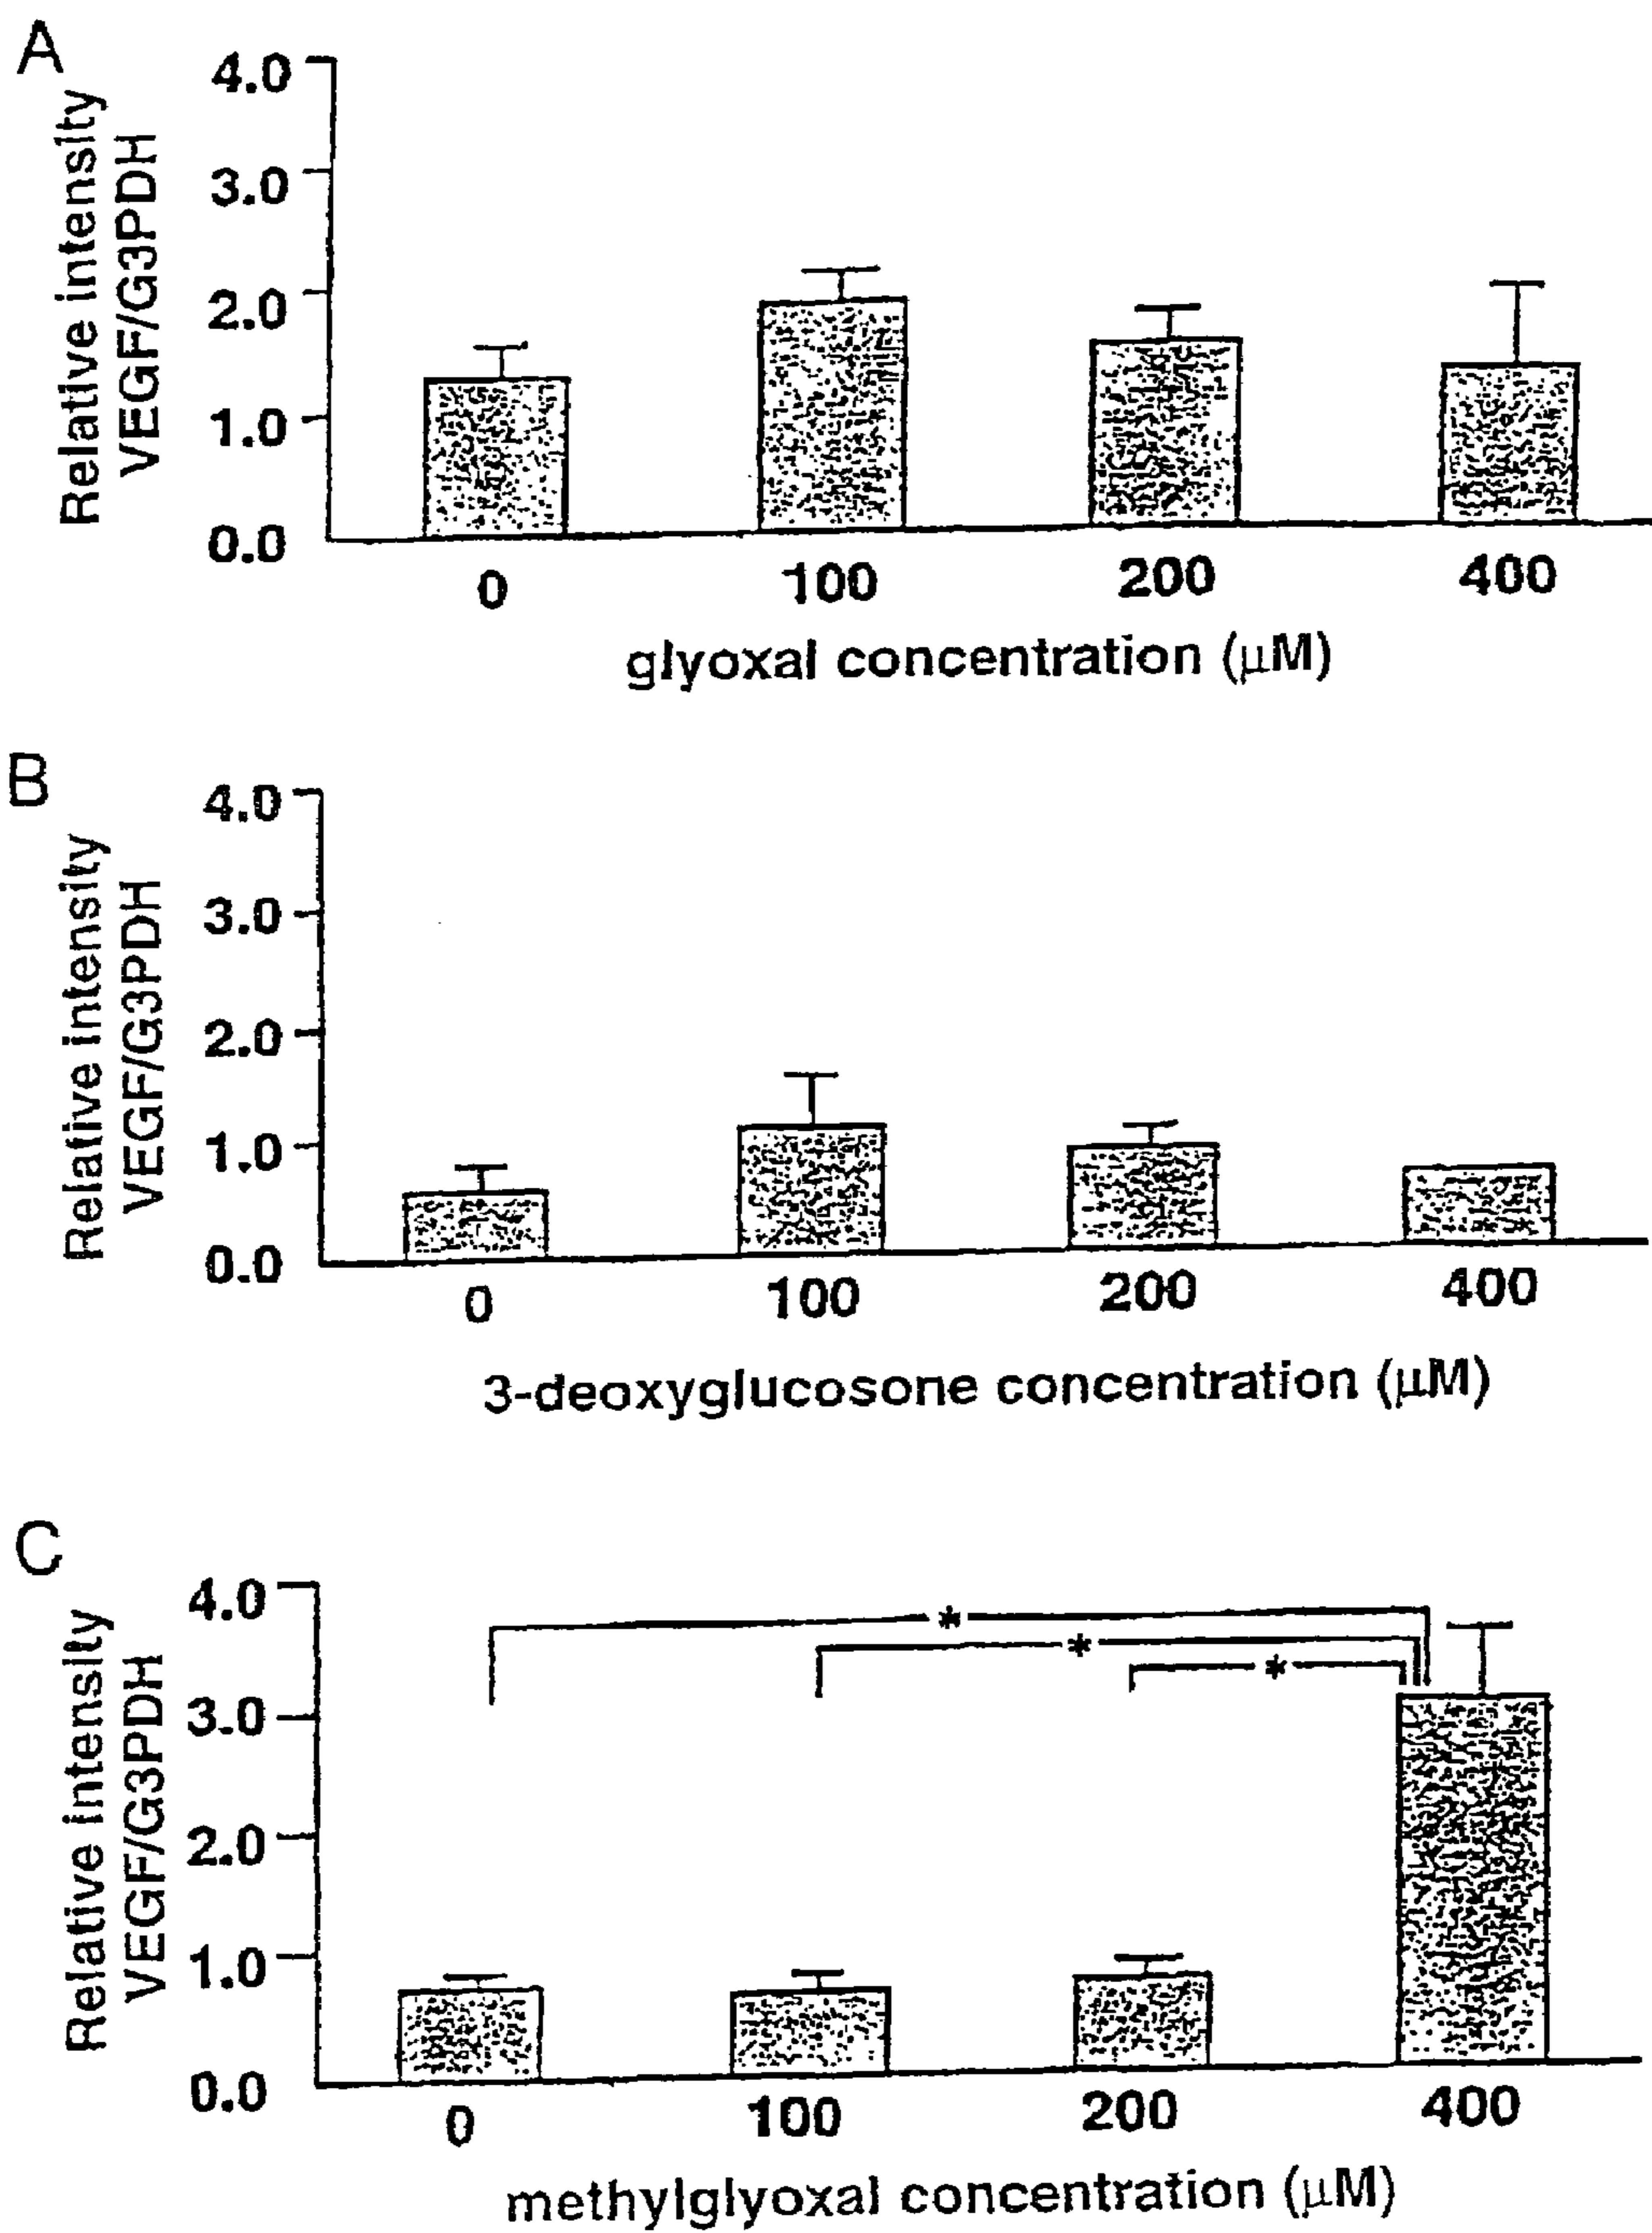 A
Relative intensity
VEGF/G3PDH
4.0
3.0
2.0
1.0
0.0
0 100 200 400
glyoxal concentration (μM)
B
Relative intensity
VEGF/G3PDH
4.0
3.0
2.0
1.0
0.0
0 100 200 400
3-deoxyglucosone concentration (μM)
C
Relative intensity
VEGF/G3PDH
4.0
3.0
2.0
1.0
0.0
*
*
*
0 100 200 400
methylglyoxal concentration (μM)